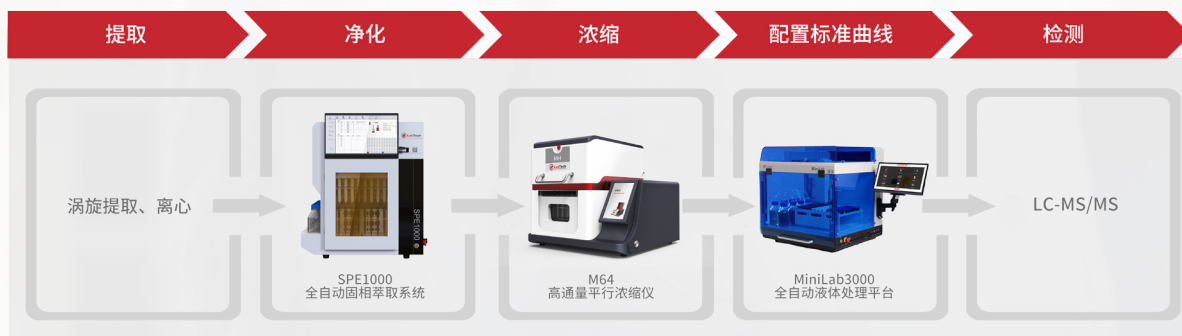 提取
净化
浓缩
配置标准曲线
检测
涡旋提取、离心
SPE1000
SPE1000
全自动固相萃取系统
M64
M64
高通量平行浓缩仪
MiniLab3000
全自动液体处理平台
LC-MS/MS